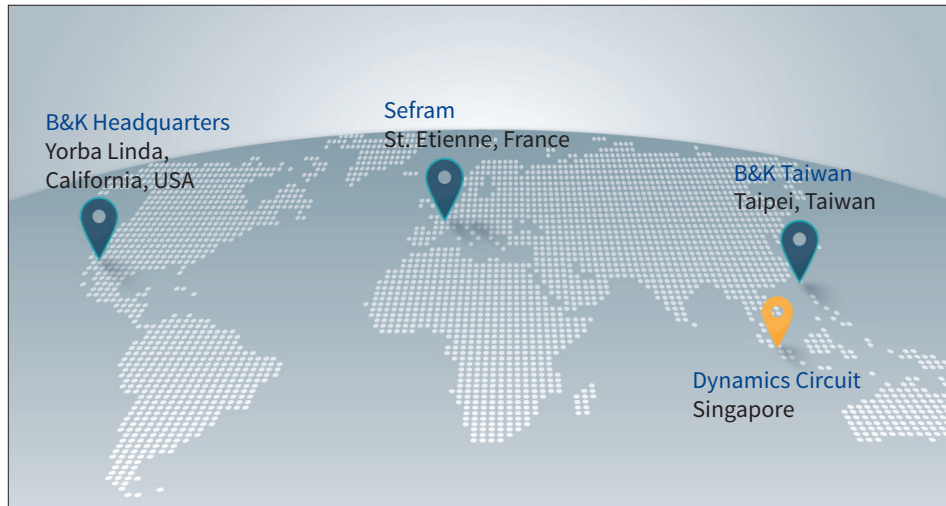 B&K Headquarters
Yorba Linda,
California, USA
Sefram
St. Etienne, France
B&K Taiwan
Taipei, Taiwan
Dynamics Circuit
Singapore